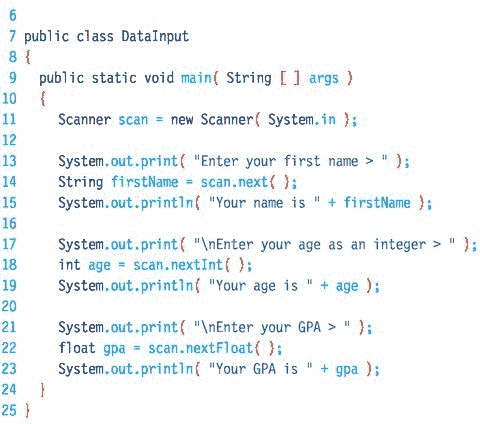 6
7 public class DataInput
8 {
9   public static void main( String [ ] args )
10   {
11     Scanner scan = new Scanner( System.in );
12
13     System.out.print( "Enter your first name > " );
14     String firstName = scan.next( );
15     System.out.println( "Your name is " + firstName );
16
17     System.out.print( "\nEnter your age as an integer > " );
18     int age = scan.nextInt( );
19     System.out.println( "Your age is " + age );
20
21     System.out.print( "\nEnter your GPA > " );
22     float gpa = scan.nextFloat( );
23     System.out.println( "Your GPA is " + gpa );
24   }
25 }